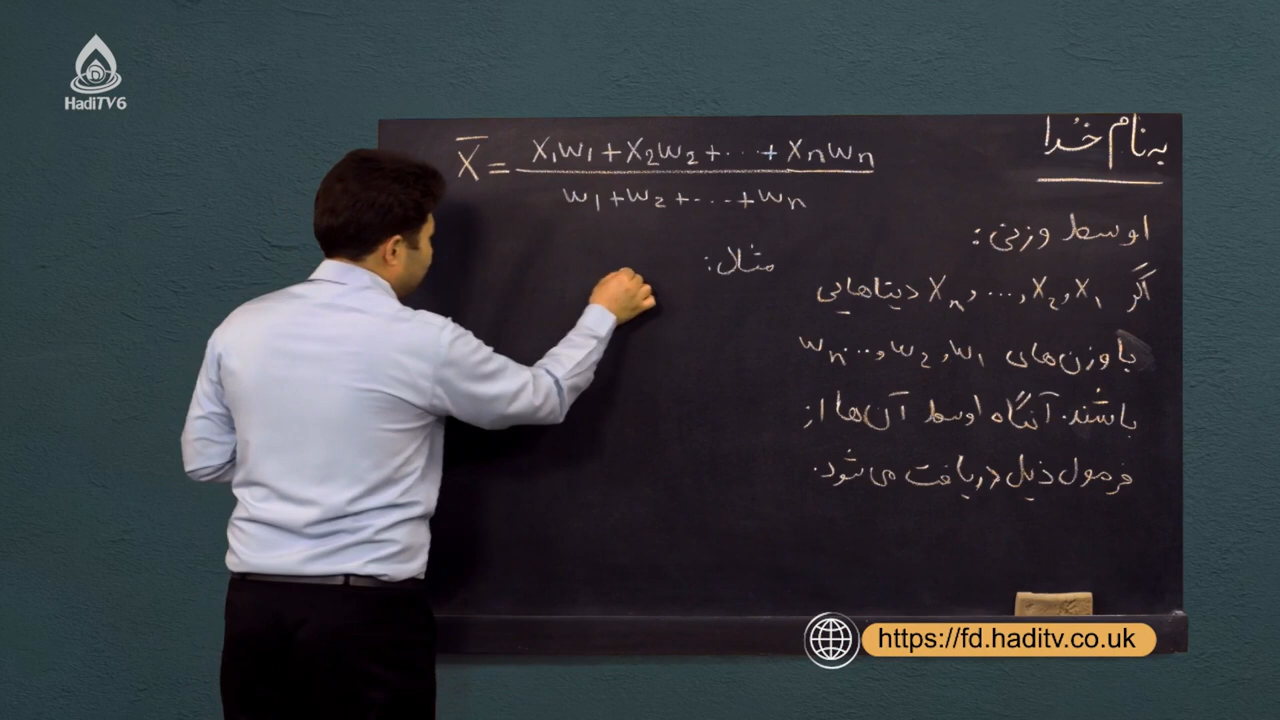 HadiTV6
به نام خدا
اوسط وزنی:
اگر X₁, X₂, ..., Xₙ دیتاهایی
با وزن‌های w₁, w₂, ... wₙ
باشند. آنگاه اوسط آن‌ها از
فرمول ذیل دریافت می‌شود.
X̄ = (X₁w₁ + X₂w₂ + ... + Xₙwₙ) / (w₁ + w₂ + ... + wₙ)
مثال:
https://fd.haditv.co.uk